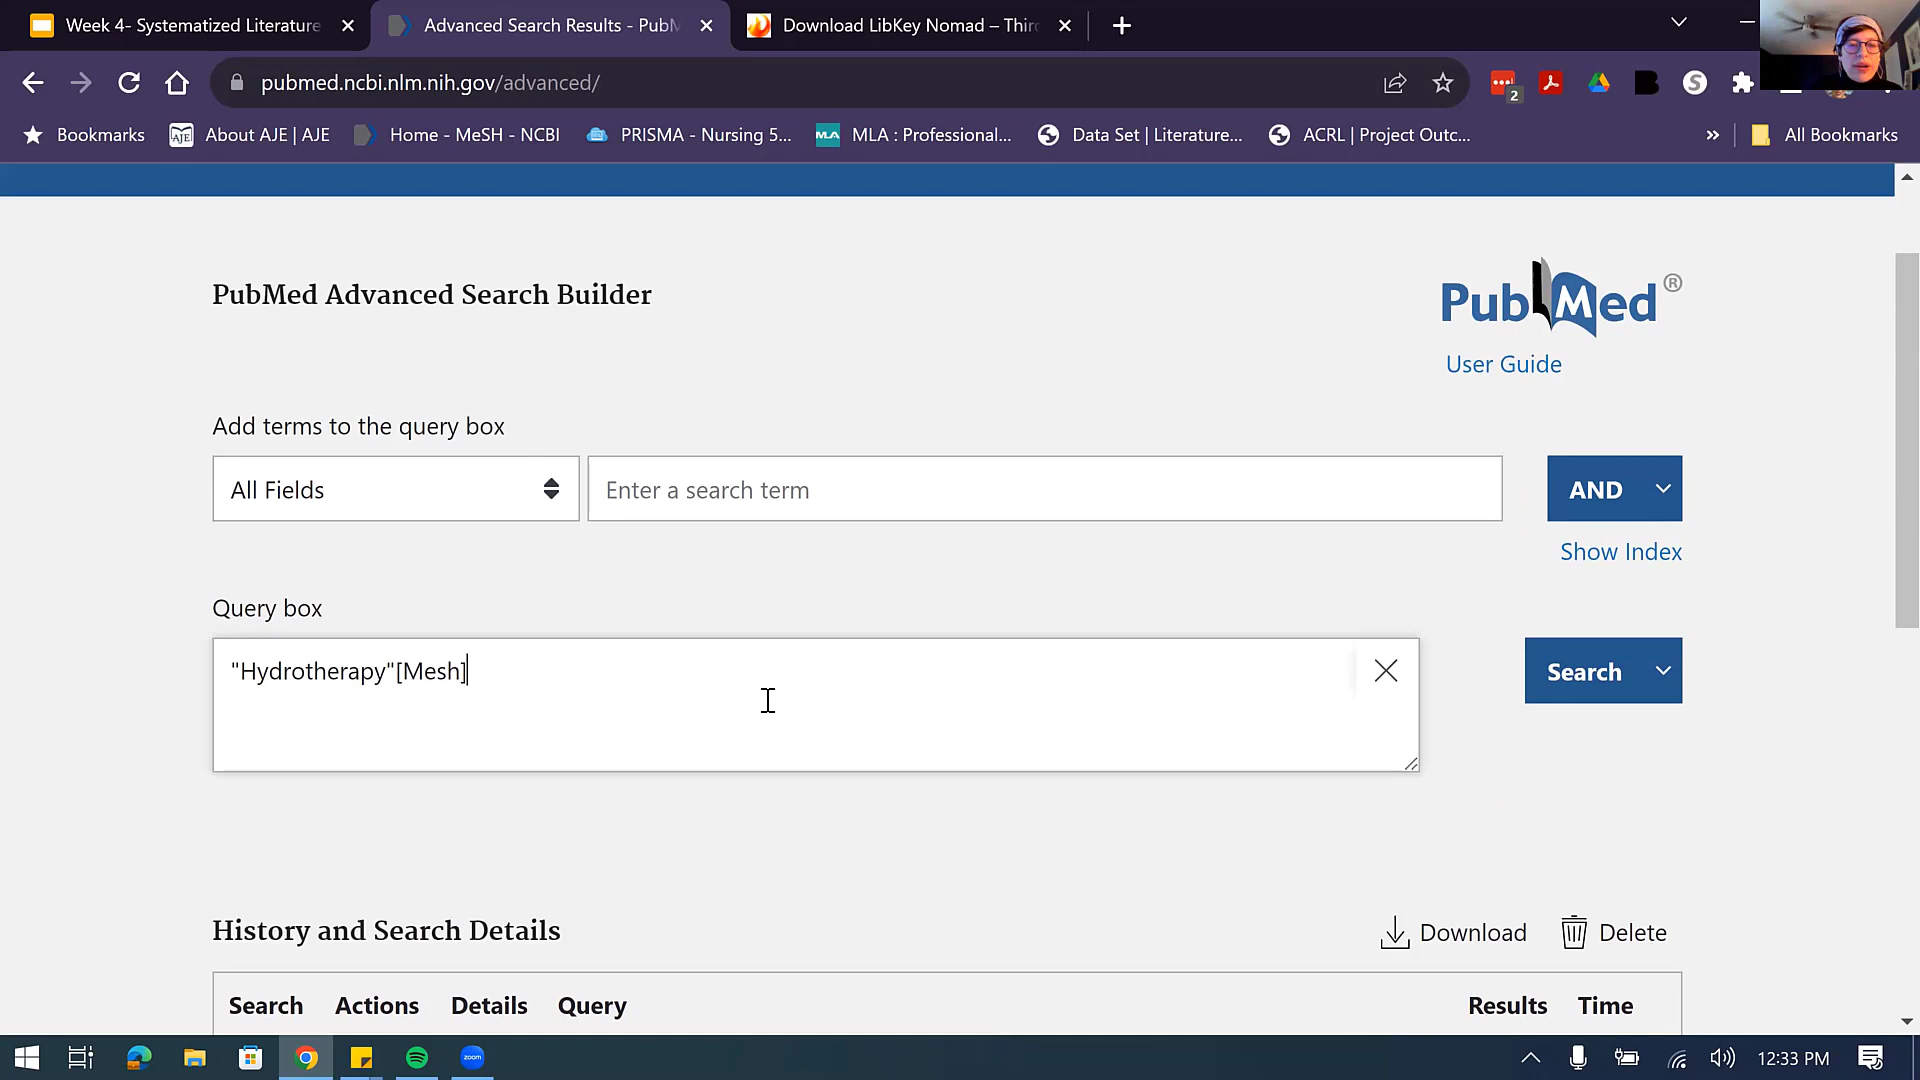 Week 4- Systematized Literature
Advanced Search Results - PubM
Download LibKey Nomad – Thir
pubmed.ncbi.nlm.nih.gov/advanced/
2
Bookmarks
AJE
About AJE | AJE
Home - MeSH - NCBI
PRISMA - Nursing 5...
MLA
MLA : Professional...
Data Set | Literature...
ACRL | Project Outc...
»
All Bookmarks
PubMed Advanced Search Builder
PubMed®
User Guide
Add terms to the query box
All Fields
Enter a search term
AND
Show Index
Query box
"Hydrotherapy"[Mesh]
Search
History and Search Details
Download
Delete
Search Actions Details Query Results Time
zoom
12:33 PM